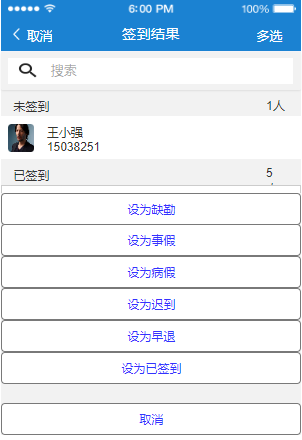 6:00 PM 100%
取消 签到结果 多选
搜索
未签到 1人
王小强
15038251
已签到 5
设为缺勤
设为事假
设为病假
设为迟到
设为早退
设为已签到
取消